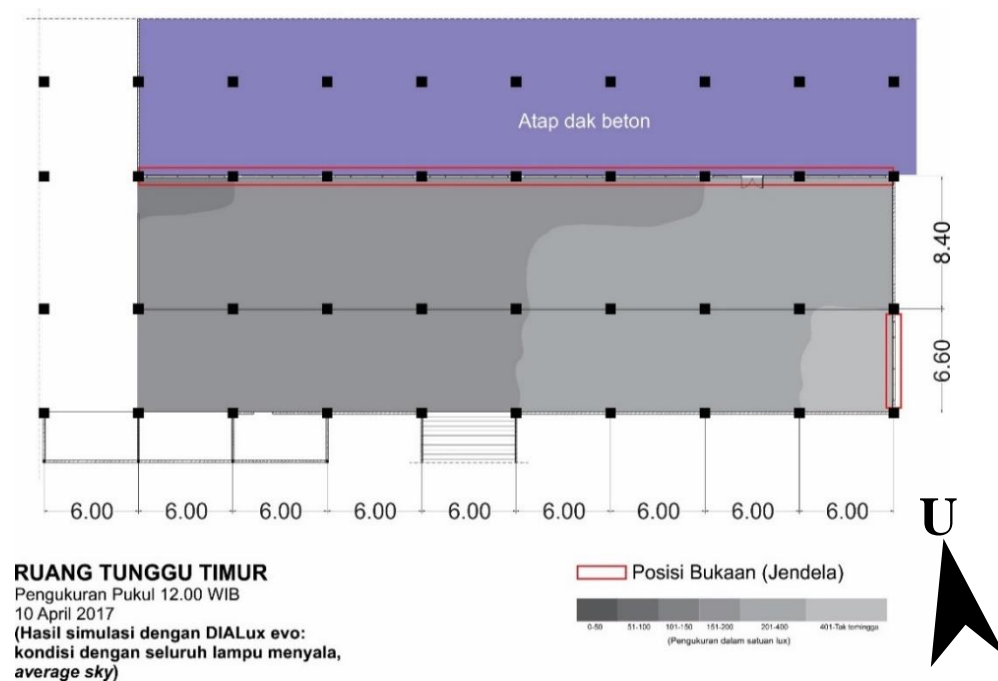 Atap dak beton
8.40
6.60
6.00 6.00 6.00 6.00 6.00 6.00 6.00 6.00 6.00
U
RUANG TUNGGU TIMUR
Pengukuran Pukul 12.00 WIB
10 April 2017
(Hasil simulasi dengan DIALux evo:
kondisi dengan seluruh lampu menyala,
average sky)
Posisi Bukaan (Jendela)
0-50 51-100 101-150 151-200 201-400 401-Tak terhingga
(Pengukuran dalam satuan lux)